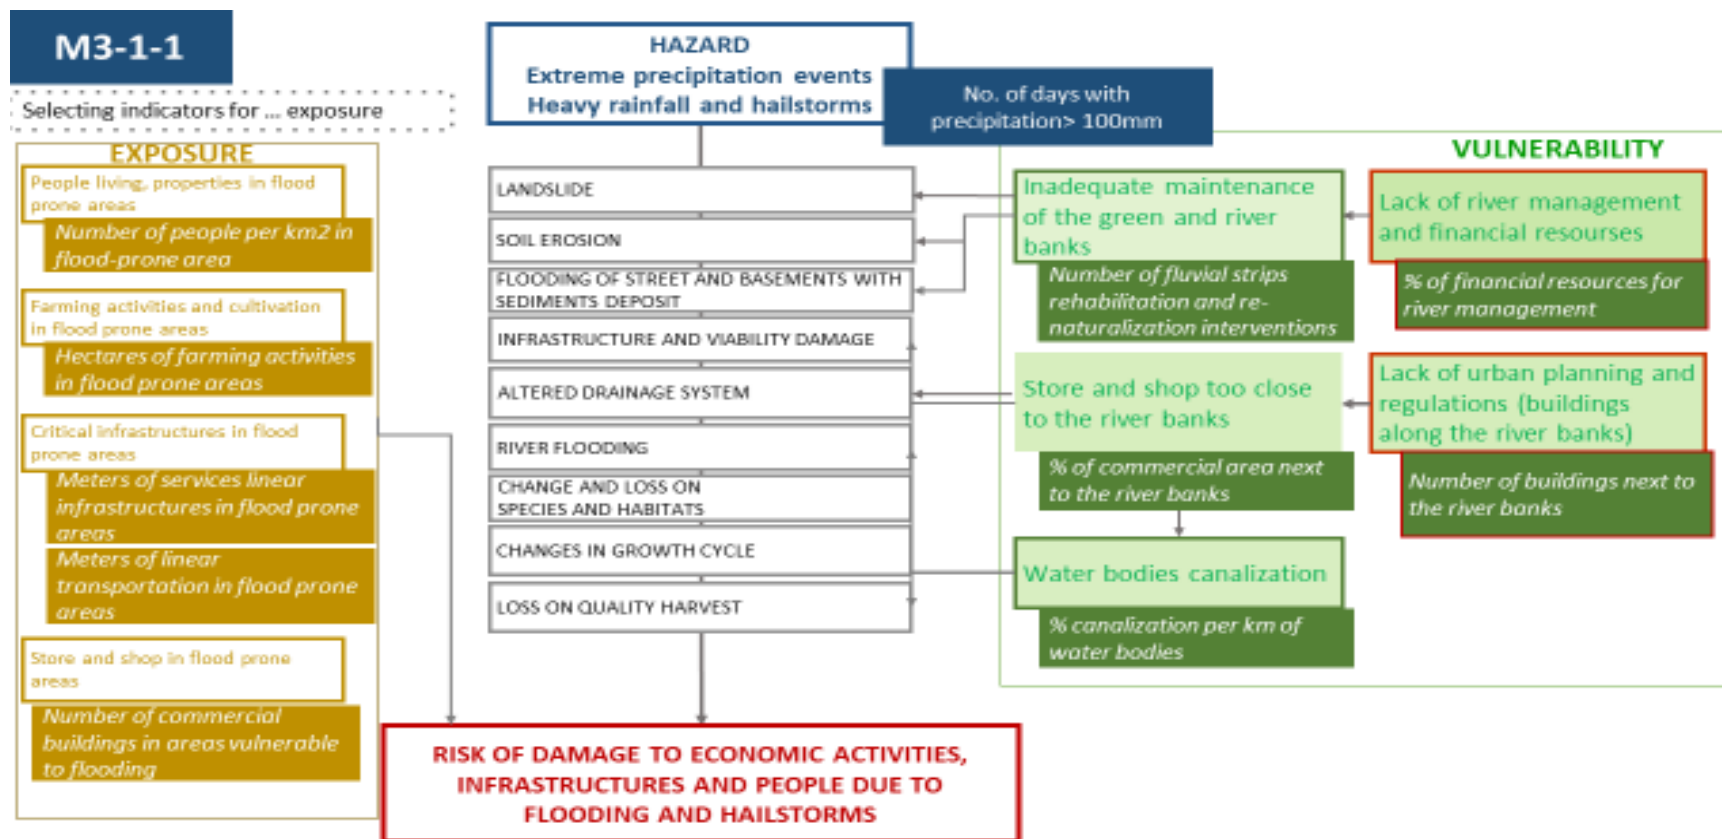 M3-1-1
Selecting indicators for ... exposure
HAZARD
Extreme precipitation events
Heavy rainfall and hailstorms
No. of days with
precipitation> 100mm
EXPOSURE
People living, properties in flood
prone areas
Number of people per km2 in
flood-prone area
Farming activities and cultivation
in flood prone areas
Hectares of farming activities
in flood prone areas
Critical infrastructures in flood
prone areas
Meters of services linear
infrastructures in flood prone
areas
Meters of linear
transportation in flood prone
areas
Store and shop in flood prone
areas
Number of commercial
buildings in areas vulnerable
to flooding
LANDSLIDE
SOIL EROSION
FLOODING OF STREET AND BASEMENTS WITH
SEDIMENTS DEPOSIT
INFRASTRUCTURE AND VIABILITY DAMAGE
ALTERED DRAINAGE SYSTEM
RIVER FLOODING
CHANGE AND LOSS ON
SPECIES AND HABITATS
CHANGES IN GROWTH CYCLE
LOSS ON QUALITY HARVEST
VULNERABILITY
Inadequate maintenance
of the green and river
banks
Number of fluvial strips
rehabilitation and re-
naturalization interventions
Lack of river management
and financial resourses
% of financial resources for
river management
Store and shop too close
to the river banks
% of commercial area next
to the river banks
Lack of urban planning and
regulations (buildings
along the river banks)
Number of buildings next to
the river banks
Water bodies canalization
% canalization per km of
water bodies
RISK OF DAMAGE TO ECONOMIC ACTIVITIES,
INFRASTRUCTURES AND PEOPLE DUE TO
FLOODING AND HAILSTORMS